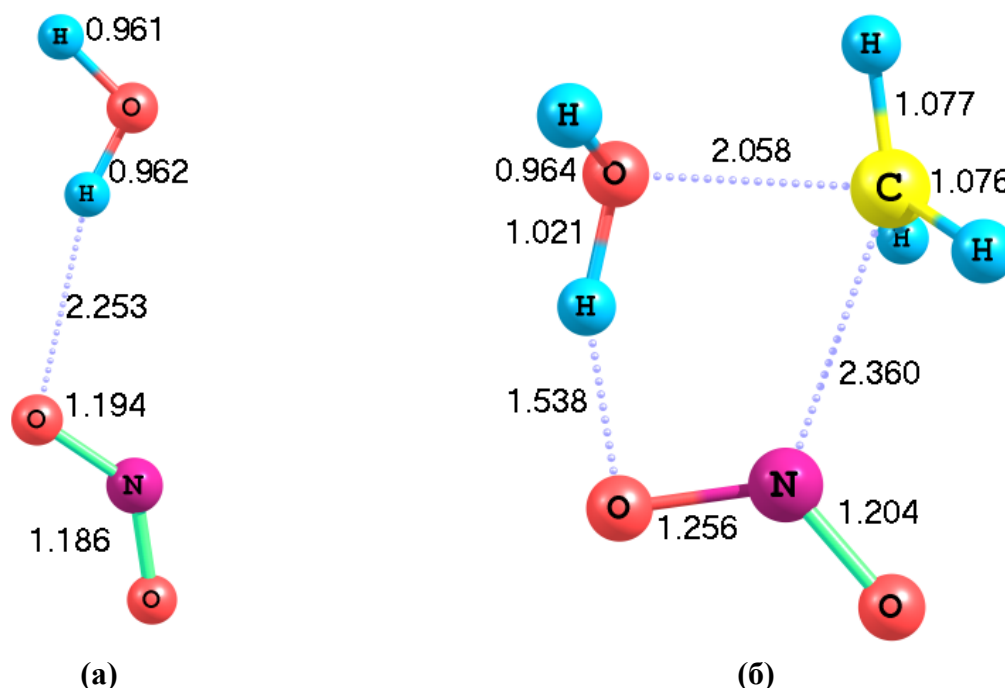 H 0.961
O
H 0.962
2.253
O 1.194
N
1.186
O
(а)
H
1.077
H
0.964 O 2.058 C 1.076
H H
1.021
H
1.538 2.360
O 1.256 N 1.204
O
(б)